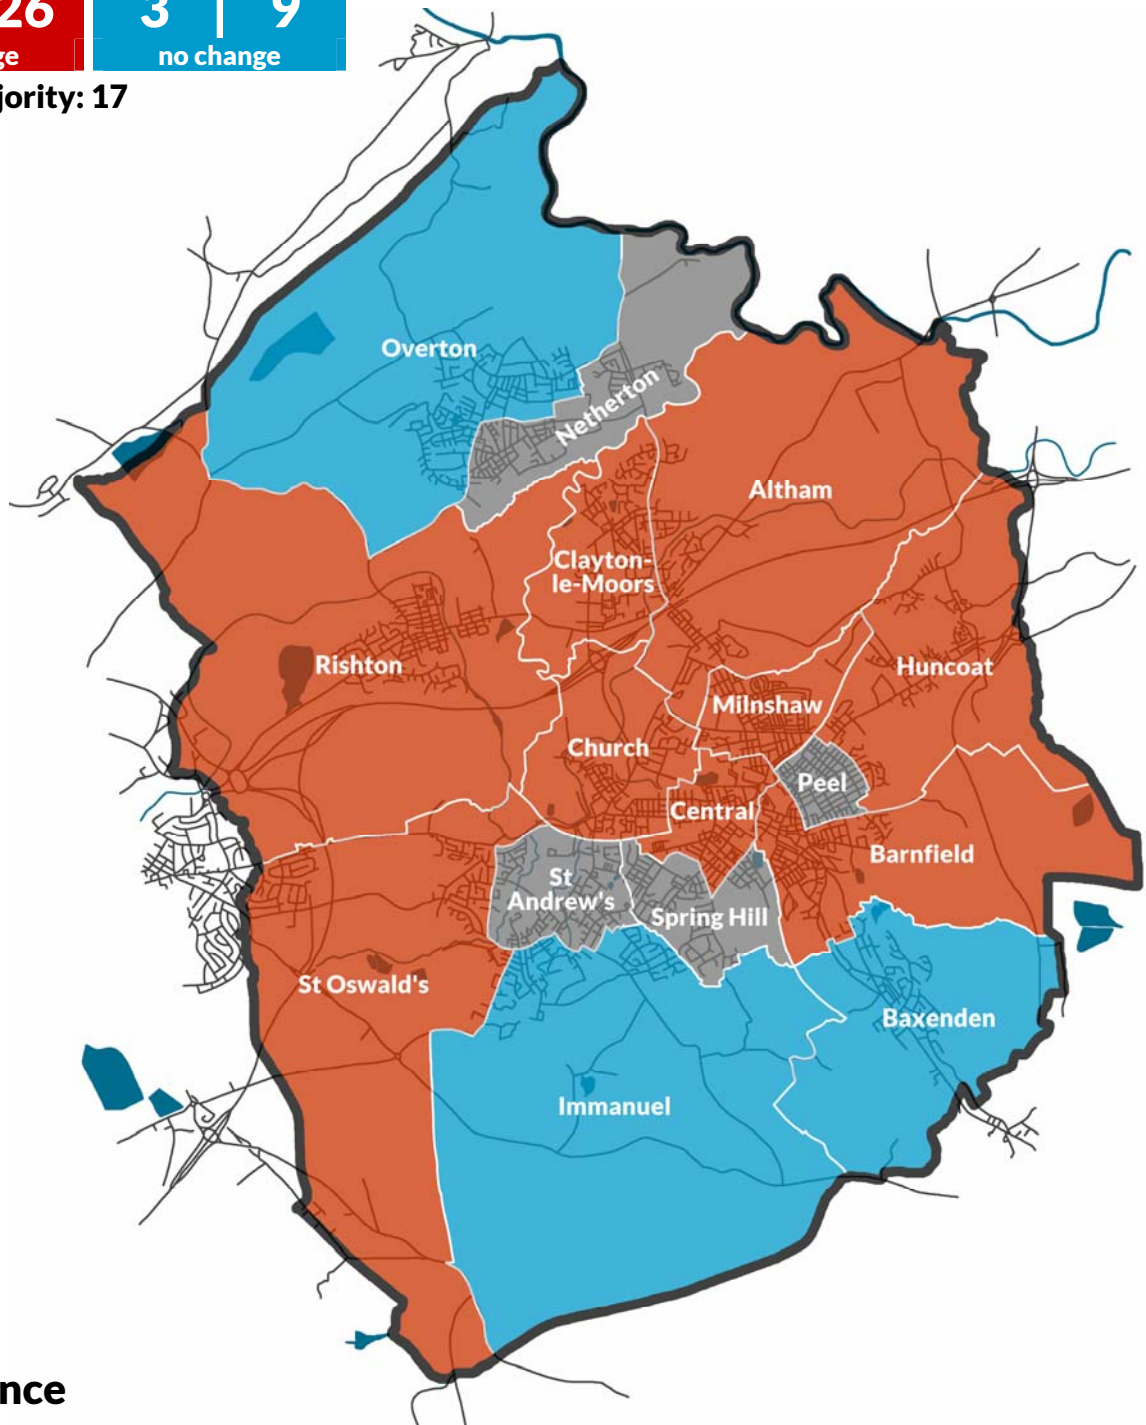 26
3 | 9
ge
no change
jority: 17
Overton
Netherton
Altham
Clayton-
le-Moors
Rishton
Huncoat
Milnshaw
Church
Peel
Central
Barnfield
St
Andrew's
Spring Hill
St Oswald's
Baxenden
Immanuel
nce